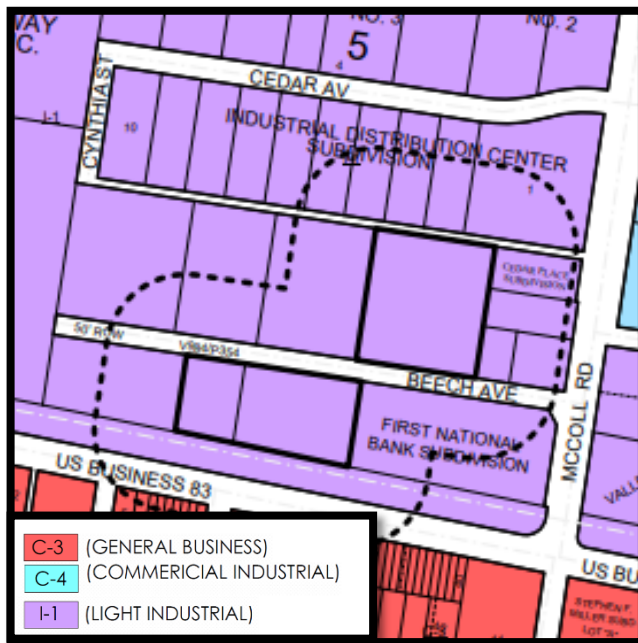 WAY
C.
NO. 3
NO. 2
5
4
CEDAR AV
CYNTHIA ST
I-1
10
INDUSTRIAL DISTRIBUTION CENTER
SUBDIVISION
1
CEDAR PLACE
SUBDIVISION
50' ROW
BEECH AVE
MCCOLL RD
FIRST NATIONAL
BANK SUBDIVISION
US BUSINESS 83
VALL
US BU
STEPHEN F.
MILLER SUBD
C-3 (GENERAL BUSINESS)
C-4 (COMMERICIAL INDUSTRIAL)
I-1 (LIGHT INDUSTRIAL)